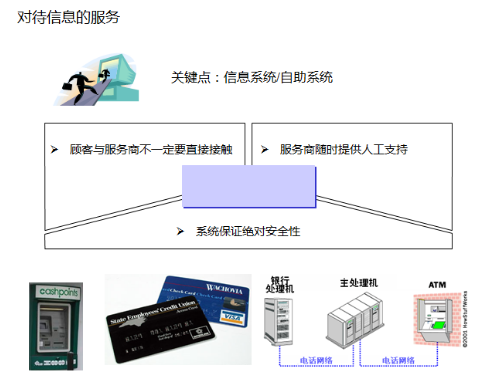 对待信息的服务
关键点：信息系统/自助系统
顾客与服务商不一定要直接接触
服务商随时提供人工支持
系统保证绝对安全性
cashpoint
WACHOVIA
Check Card
State Employees' Credit Union
VISA
银行
处理机
主处理机
ATM
电话网络
电话网络
©2001 HowStuffWorks